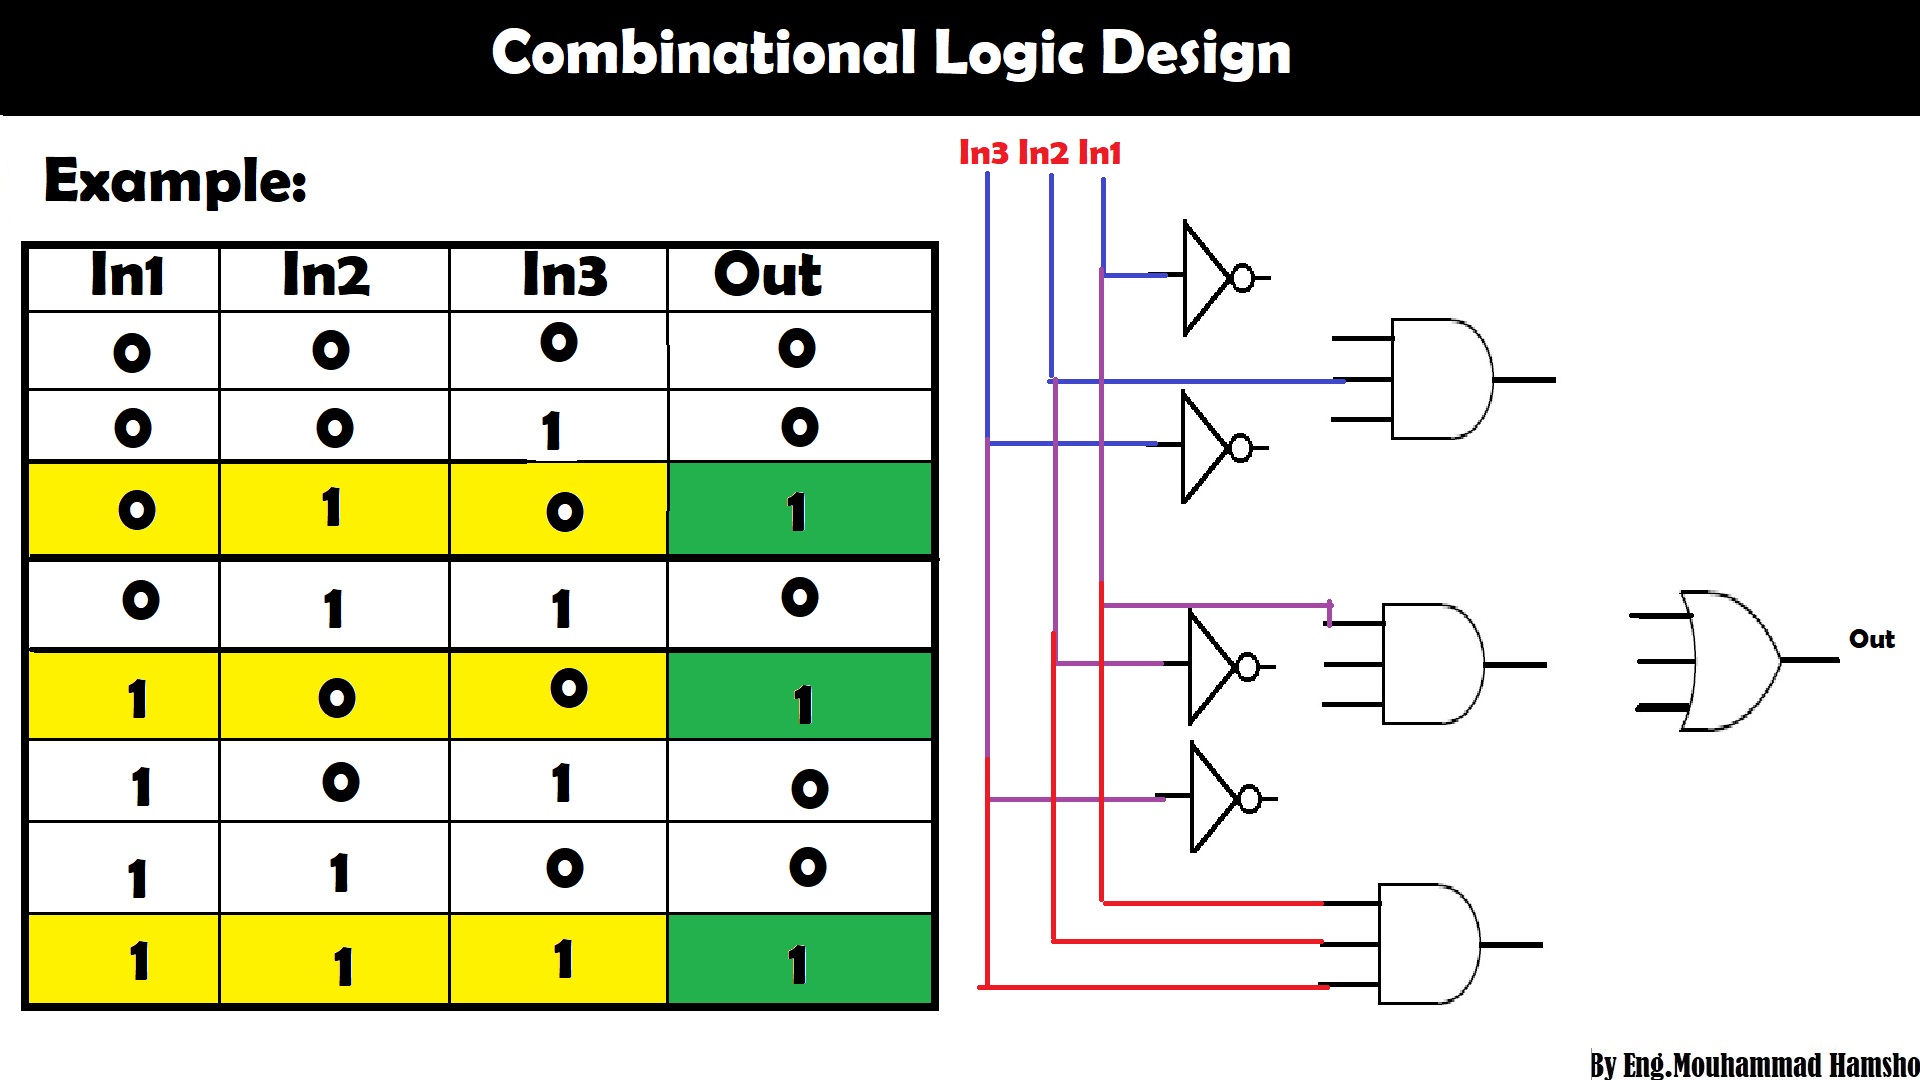 Combinational Logic Design
Example:
In3 In2 In1
In1 In2 In3 Out
0 0 0 0
0 0 1 0
0 1 0 1
0 1 1 0
1 0 0 1
1 0 1 0
1 1 0 0
1 1 1 1
Out
By Eng.Mouhammad Hamsho